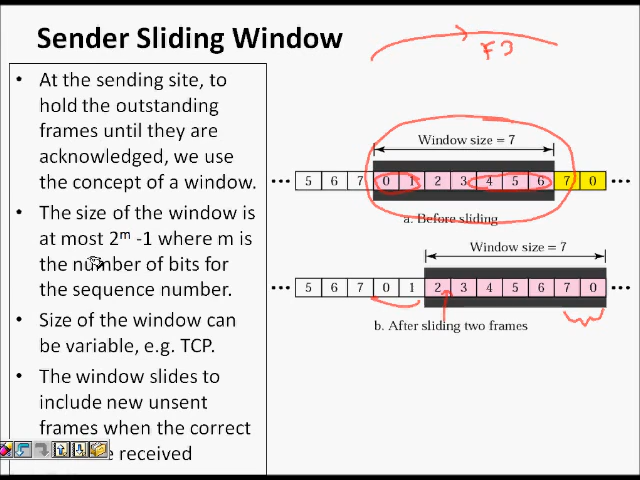 Sender Sliding Window
F3
• At the sending site, to
hold the outstanding
frames until they are
acknowledged, we use
the concept of a window.
• The size of the window is
at most 2ᵐ -1 where m is
the number of bits for
the sequence number.
• Size of the window can
be variable, e.g. TCP.
• The window slides to
include new unsent
frames when the correct
e received
Window size = 7
••• 5 6 7 0 1 2 3 4 5 6 7 0 •••
a. Before sliding
Window size = 7
••• 5 6 7 0 1 2 3 4 5 6 7 0 •••
b. After sliding two frames